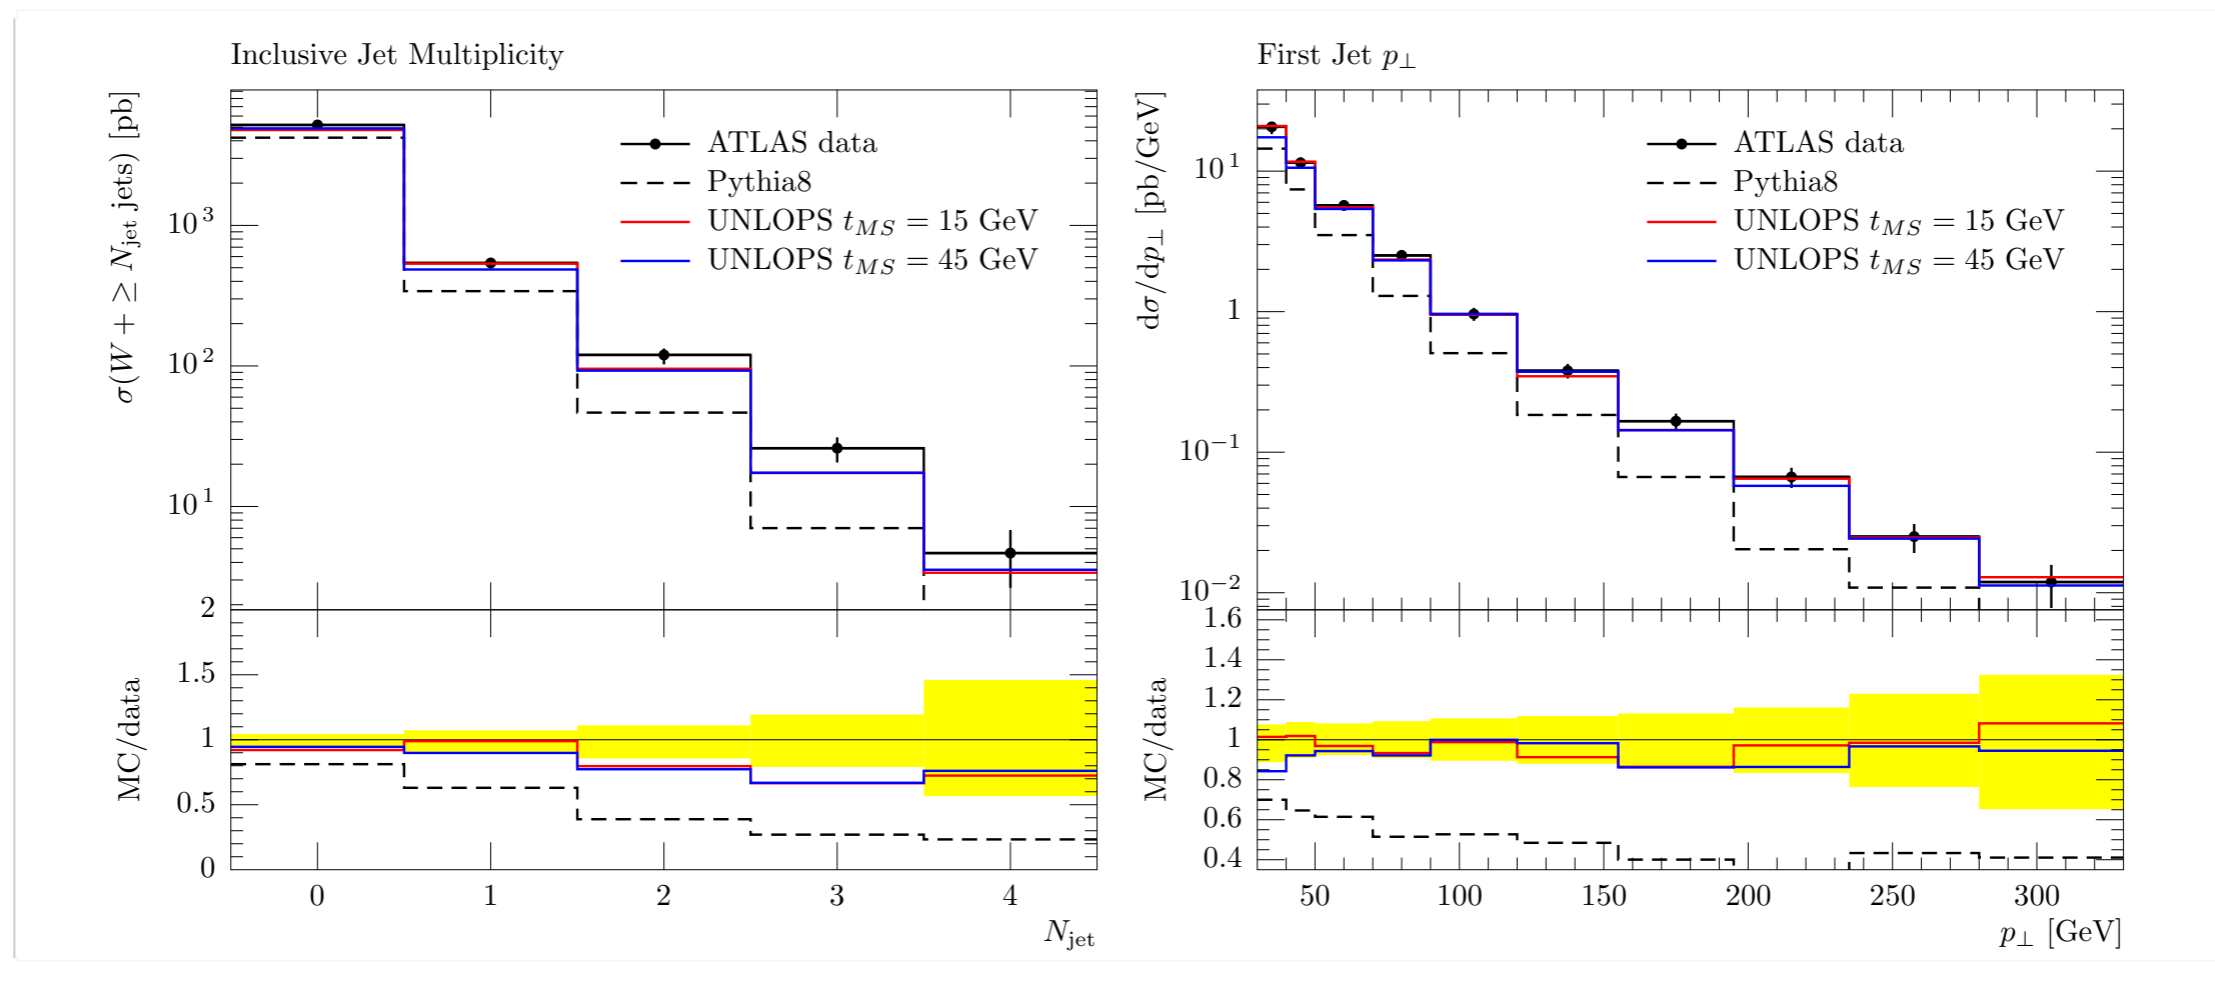 Inclusive Jet Multiplicity
σ(W + ≥ N_jet jets) [pb]
ATLAS data
Pythia8
UNLOPS t_MS = 15 GeV
UNLOPS t_MS = 45 GeV
10^3
10^2
10^1
2
1.5
1
0.5
0
MC/data
0 1 2 3 4
N_jet
First Jet p_⊥
dσ/dp_⊥ [pb/GeV]
ATLAS data
Pythia8
UNLOPS t_MS = 15 GeV
UNLOPS t_MS = 45 GeV
10^1
1
10^−1
10^−2
1.6
1.4
1.2
1
0.8
0.6
0.4
MC/data
50 100 150 200 250 300
p_⊥ [GeV]